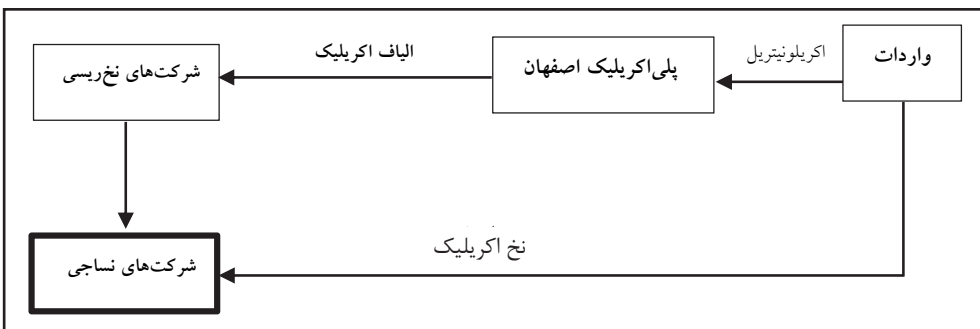 واردات
اکریلونیتریل
پلی‌اکریلیک اصفهان
الیاف اکریلیک
شرکت‌های نخ‌ریسی
نخ اکریلیک
شرکت‌های نساجی